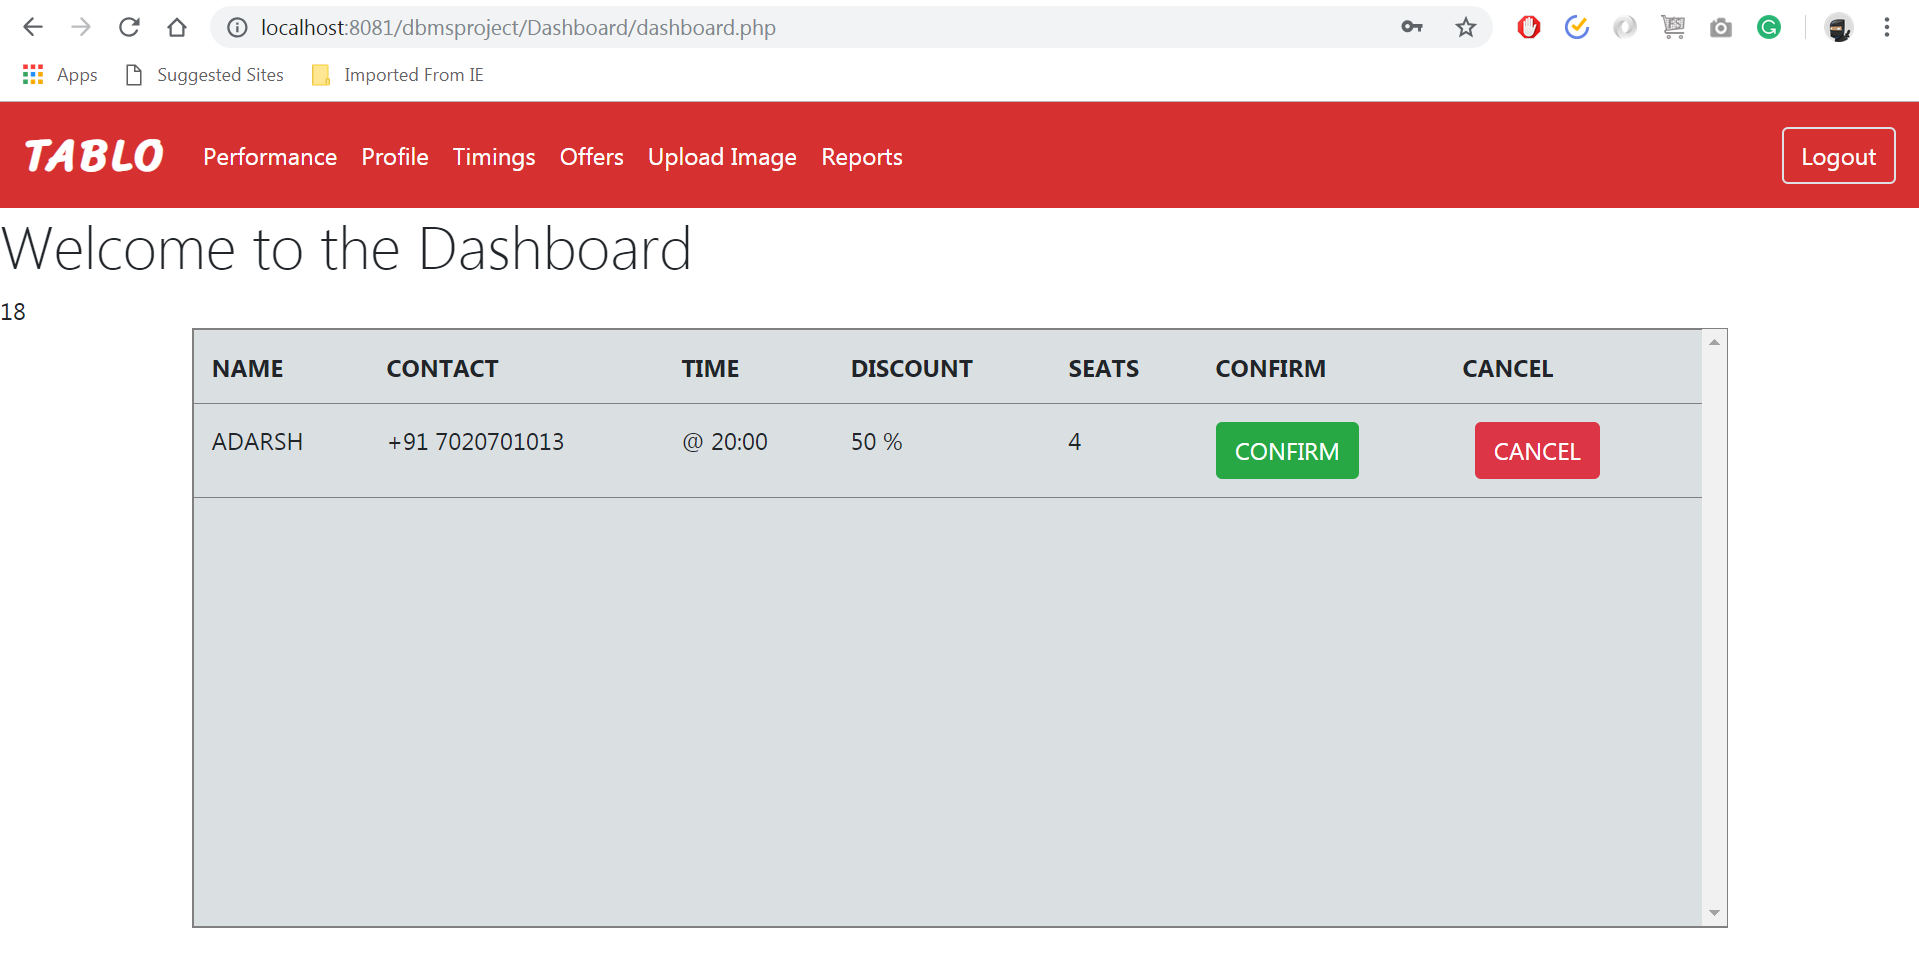 localhost:8081/dbmsproject/Dashboard/dashboard.php
Apps Suggested Sites Imported From IE
TABLO Performance Profile Timings Offers Upload Image Reports Logout
Welcome to the Dashboard
18
NAME CONTACT TIME DISCOUNT SEATS CONFIRM CANCEL
ADARSH +91 7020701013 @ 20:00 50 % 4 CONFIRM CANCEL